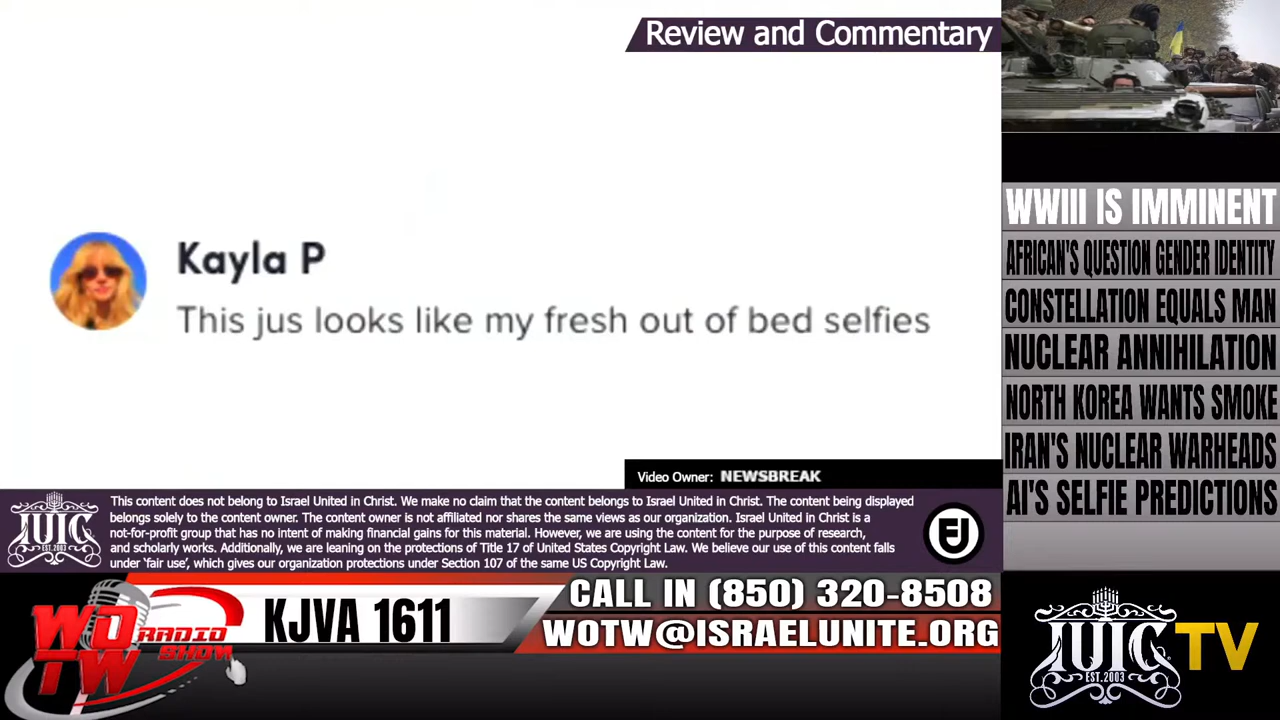 Review and Commentary
Kayla P
This jus looks like my fresh out of bed selfies
Video Owner: NEWSBREAK
This content does not belong to Israel United in Christ. We make no claim that the content belongs to Israel United in Christ. The content being displayed
belongs solely to the content owner. The content owner is not affiliated nor shares the same views as our organization. Israel United in Christ is a
not-for-profit group that has no intent of making financial gains for this material. However, we are using the content for the purpose of research,
and scholarly works. Additionally, we are leaning on the protections of Title 17 of United States Copyright Law. We believe our use of this content falls
under 'fair use', which gives our organization protections under Section 107 of the same US Copyright Law.
IUIC
EST. 2003
WOTW
RADIO
SHOW
KJVA 1611
CALL IN (850) 320-8508
WOTW@ISRAELUNITE.ORG
WWIII IS IMMINENT
AFRICAN'S QUESTION GENDER IDENTITY
CONSTELLATION EQUALS MAN
NUCLEAR ANNIHILATION
NORTH KOREA WANTS SMOKE
IRAN'S NUCLEAR WARHEADS
AI'S SELFIE PREDICTIONS
IUIC TV
EST. 2003